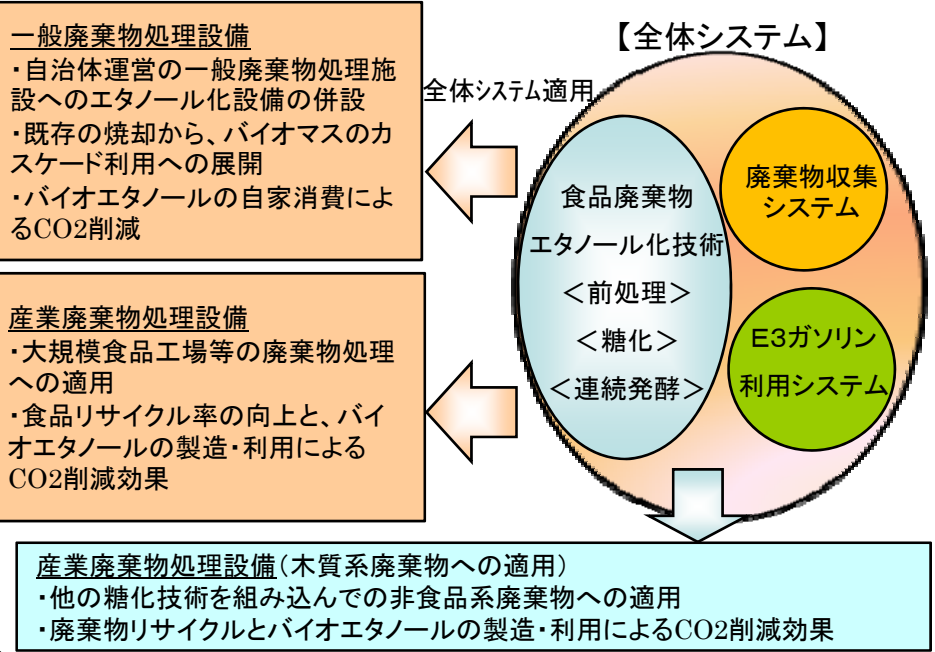 一般廃棄物処理設備
・自治体運営の一般廃棄物処理施
設へのエタノール化設備の併設
・既存の焼却から、バイオマスのカ
スケード利用への展開
・バイオエタノールの自家消費によ
るCO2削減
産業廃棄物処理設備
・大規模食品工場等の廃棄物処理
への適用
・食品リサイクル率の向上と、バイ
オエタノールの製造・利用による
CO2削減効果
【全体システム】
全体システム適用
食品廃棄物
エタノール化技術
＜前処理＞
＜糖化＞
＜連続発酵＞
廃棄物収集
システム
E3ガソリン
利用システム
産業廃棄物処理設備(木質系廃棄物への適用)
・他の糖化技術を組み込んでの非食品系廃棄物への適用
・廃棄物リサイクルとバイオエタノールの製造・利用によるCO2削減効果